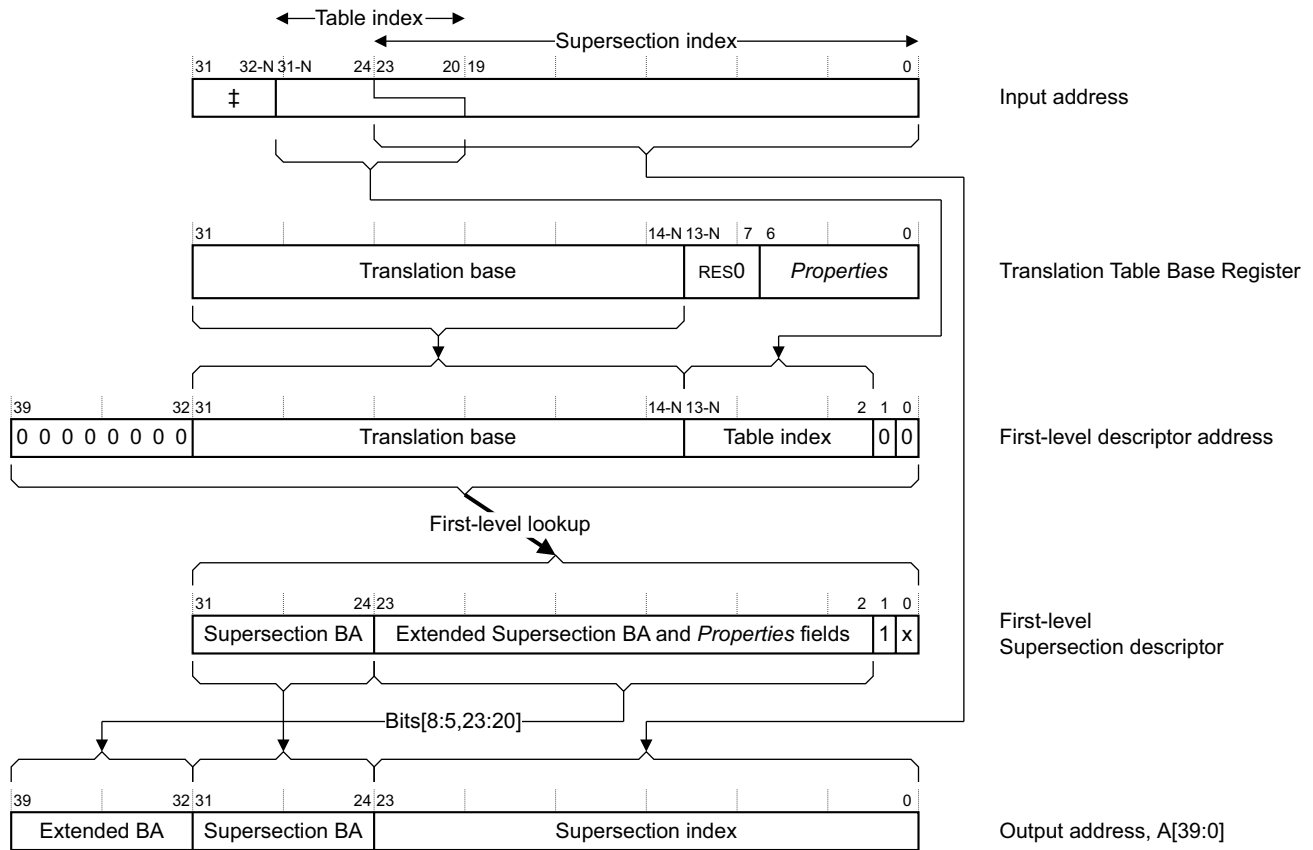 Table index
Supersection index
31 32-N 31-N 24 23 20 19 0
‡
Input address
31 14-N 13-N 7 6 0
Translation base RES0 Properties
Translation Table Base Register
39 32 31 14-N 13-N 2 1 0
0 0 0 0 0 0 0 0 Translation base Table index 0 0
First-level descriptor address
First-level lookup
31 24 23 2 1 0
Supersection BA Extended Supersection BA and Properties fields 1 x
First-level
Supersection descriptor
Bits[8:5,23:20]
39 32 31 24 23 0
Extended BA Supersection BA Supersection index
Output address, A[39:0]